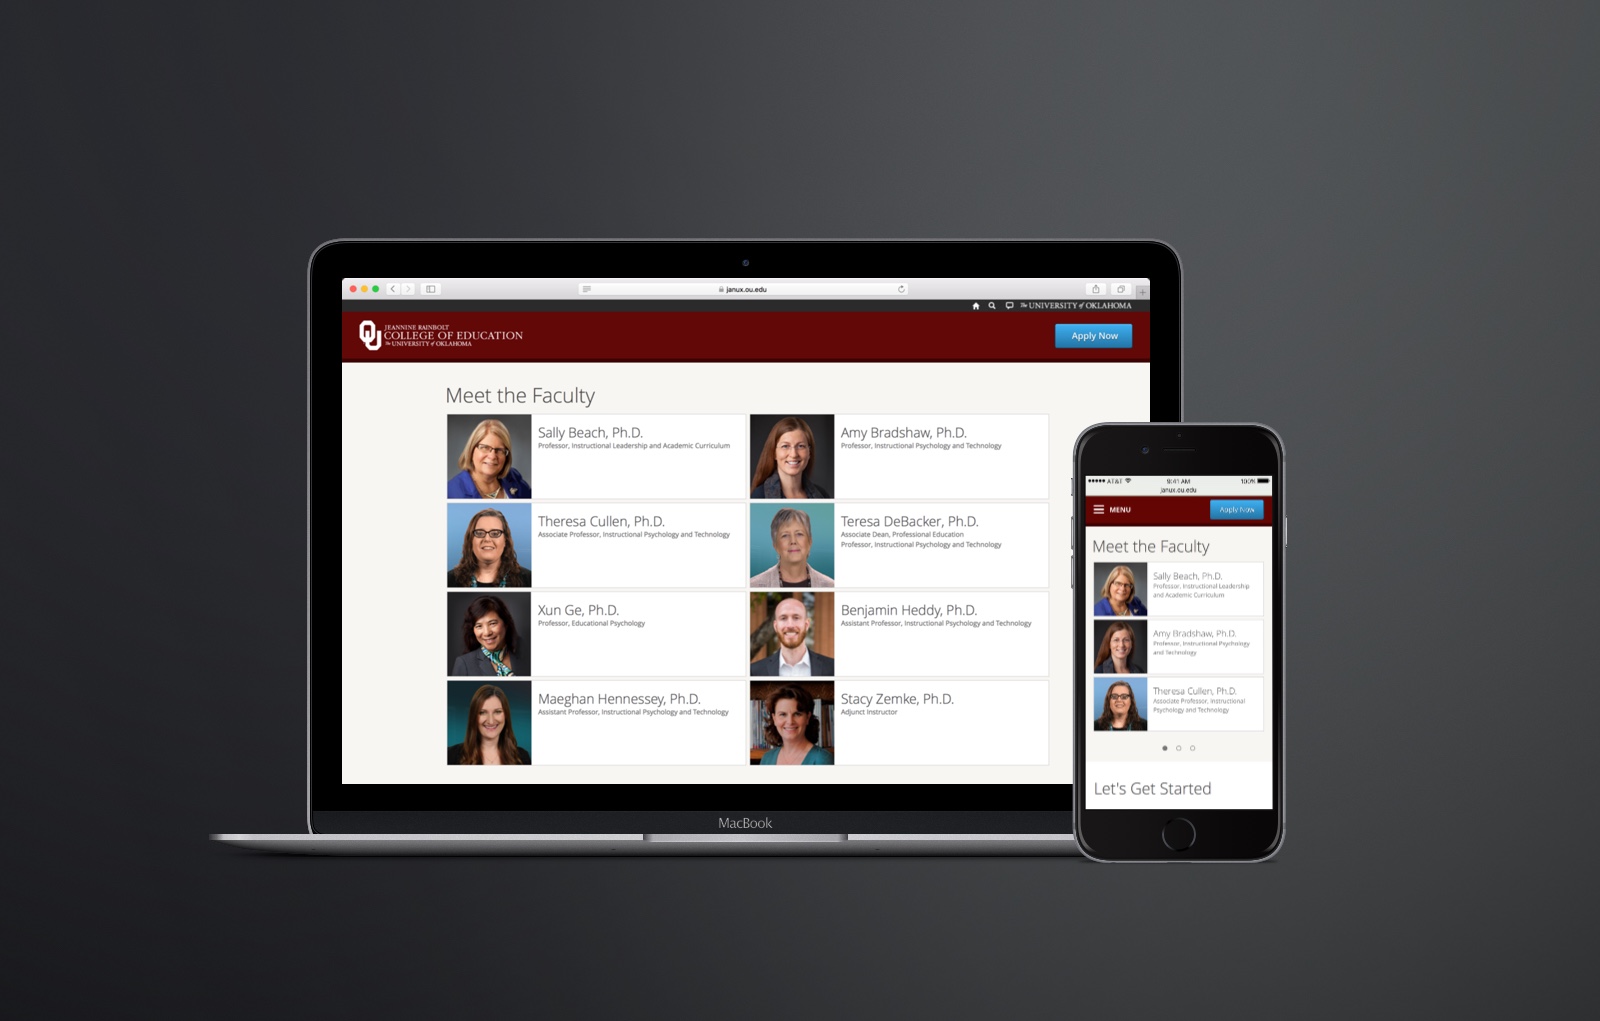 janux.ou.edu
The UNIVERSITY of OKLAHOMA
OU
JEANNINE RAINBOLT
COLLEGE OF EDUCATION
The UNIVERSITY of OKLAHOMA
Apply Now
Meet the Faculty
Sally Beach, Ph.D.
Professor, Instructional Leadership and Academic Curriculum
Amy Bradshaw, Ph.D.
Professor, Instructional Psychology and Technology
Theresa Cullen, Ph.D.
Associate Professor, Instructional Psychology and Technology
Teresa DeBacker, Ph.D.
Associate Dean, Professional Education
Professor, Instructional Psychology and Technology
Xun Ge, Ph.D.
Professor, Educational Psychology
Benjamin Heddy, Ph.D.
Assistant Professor, Instructional Psychology and Technology
Maeghan Hennessey, Ph.D.
Assistant Professor, Instructional Psychology and Technology
Stacy Zemke, Ph.D.
Adjunct Instructor
MacBook
AT&T
9:41 AM
100%
janux.ou.edu
MENU
Apply Now
Meet the Faculty
Sally Beach, Ph.D.
Professor, Instructional Leadership
and Academic Curriculum
Amy Bradshaw, Ph.D.
Professor, Instructional Psychology
and Technology
Theresa Cullen, Ph.D.
Associate Professor, Instructional
Psychology and Technology
Let's Get Started